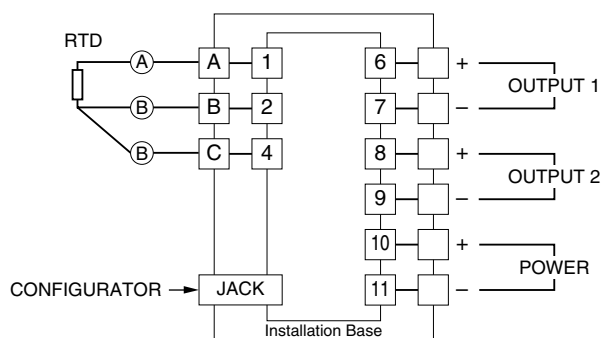 RTD
A A 1 6 +
OUTPUT 1
B B 2 7 –
B C 4 8 +
OUTPUT 2
9 –
10 +
POWER
CONFIGURATOR JACK 11 –
Installation Base